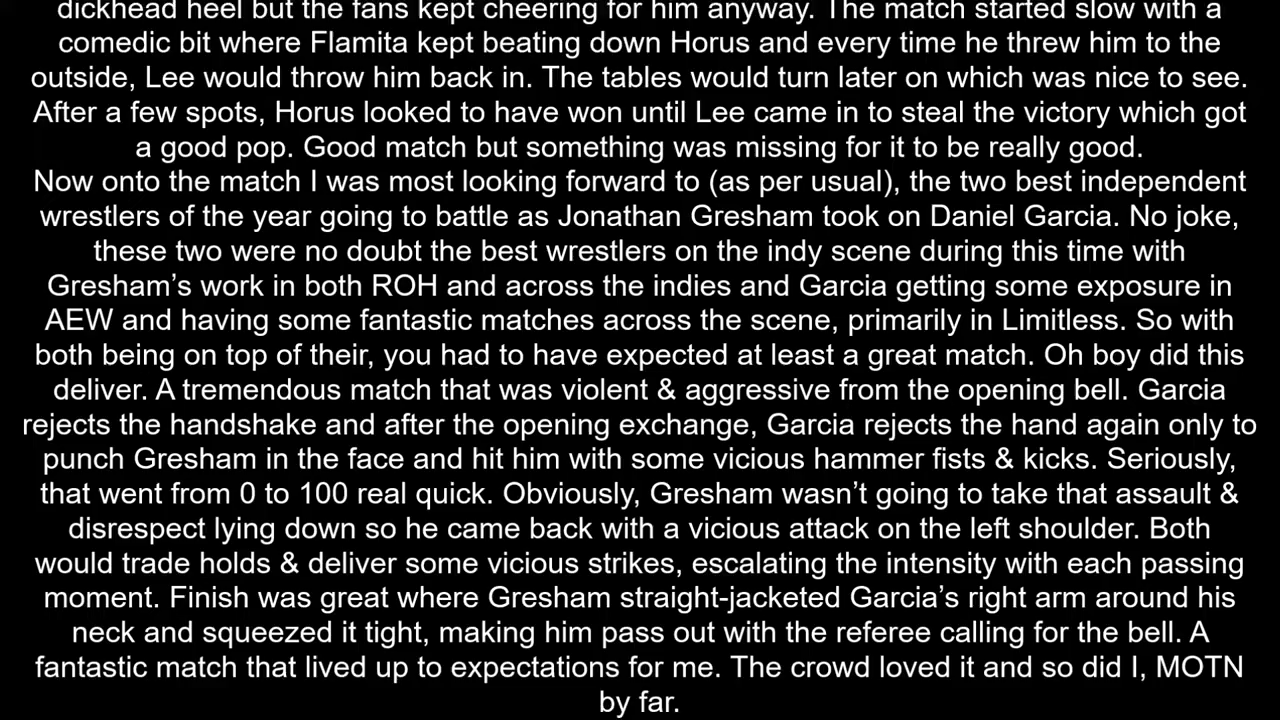 dickhead heel but the fans kept cheering for him anyway. The match started slow with a
comedic bit where Flamita kept beating down Horus and every time he threw him to the
outside, Lee would throw him back in. The tables would turn later on which was nice to see.
After a few spots, Horus looked to have won until Lee came in to steal the victory which got
a good pop. Good match but something was missing for it to be really good.
Now onto the match I was most looking forward to (as per usual), the two best independent
wrestlers of the year going to battle as Jonathan Gresham took on Daniel Garcia. No joke,
these two were no doubt the best wrestlers on the indy scene during this time with
Gresham’s work in both ROH and across the indies and Garcia getting some exposure in
AEW and having some fantastic matches across the scene, primarily in Limitless. So with
both being on top of their, you had to have expected at least a great match. Oh boy did this
deliver. A tremendous match that was violent & aggressive from the opening bell. Garcia
rejects the handshake and after the opening exchange, Garcia rejects the hand again only to
punch Gresham in the face and hit him with some vicious hammer fists & kicks. Seriously,
that went from 0 to 100 real quick. Obviously, Gresham wasn’t going to take that assault &
disrespect lying down so he came back with a vicious attack on the left shoulder. Both
would trade holds & deliver some vicious strikes, escalating the intensity with each passing
moment. Finish was great where Gresham straight-jacketed Garcia’s right arm around his
neck and squeezed it tight, making him pass out with the referee calling for the bell. A
fantastic match that lived up to expectations for me. The crowd loved it and so did I, MOTN
by far.